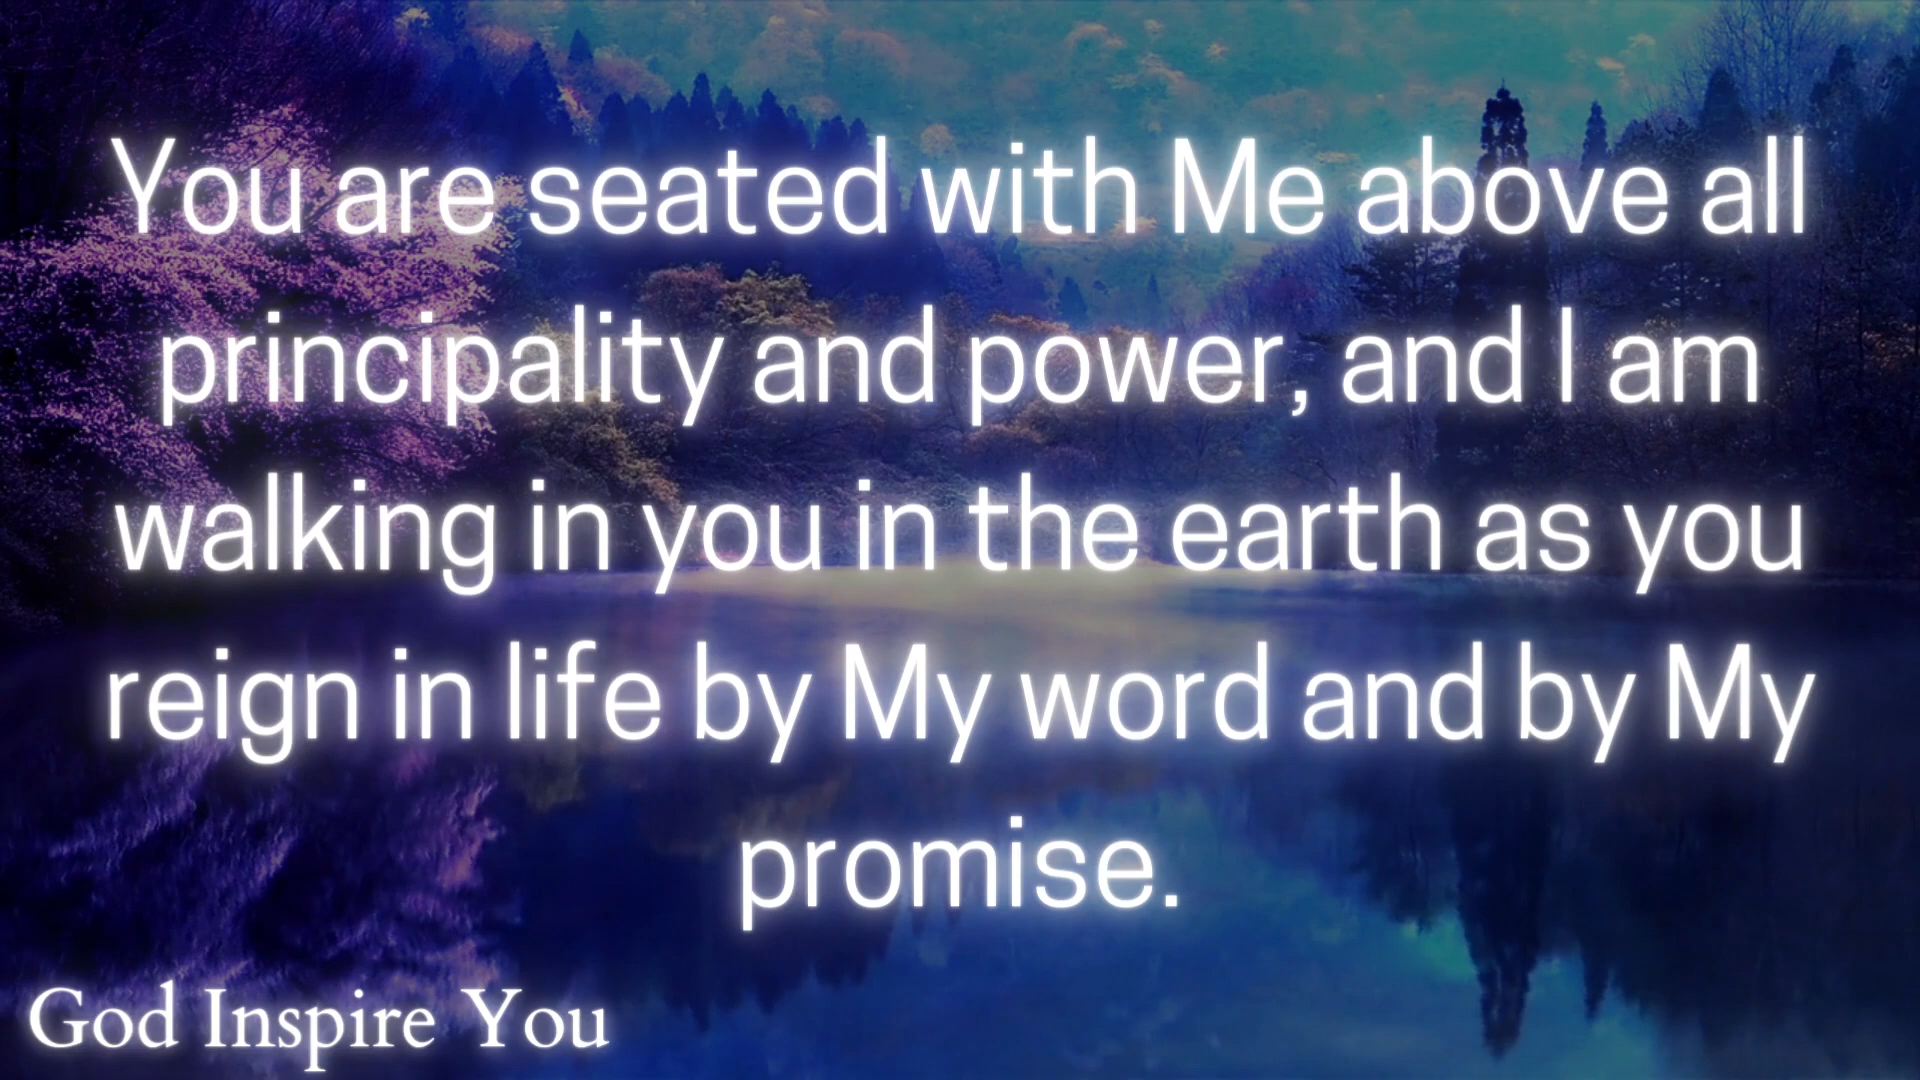 You are seated with Me above all
principality and power, and I am
walking in you in the earth as you
reign in life by My word and by My
promise.
God Inspire You